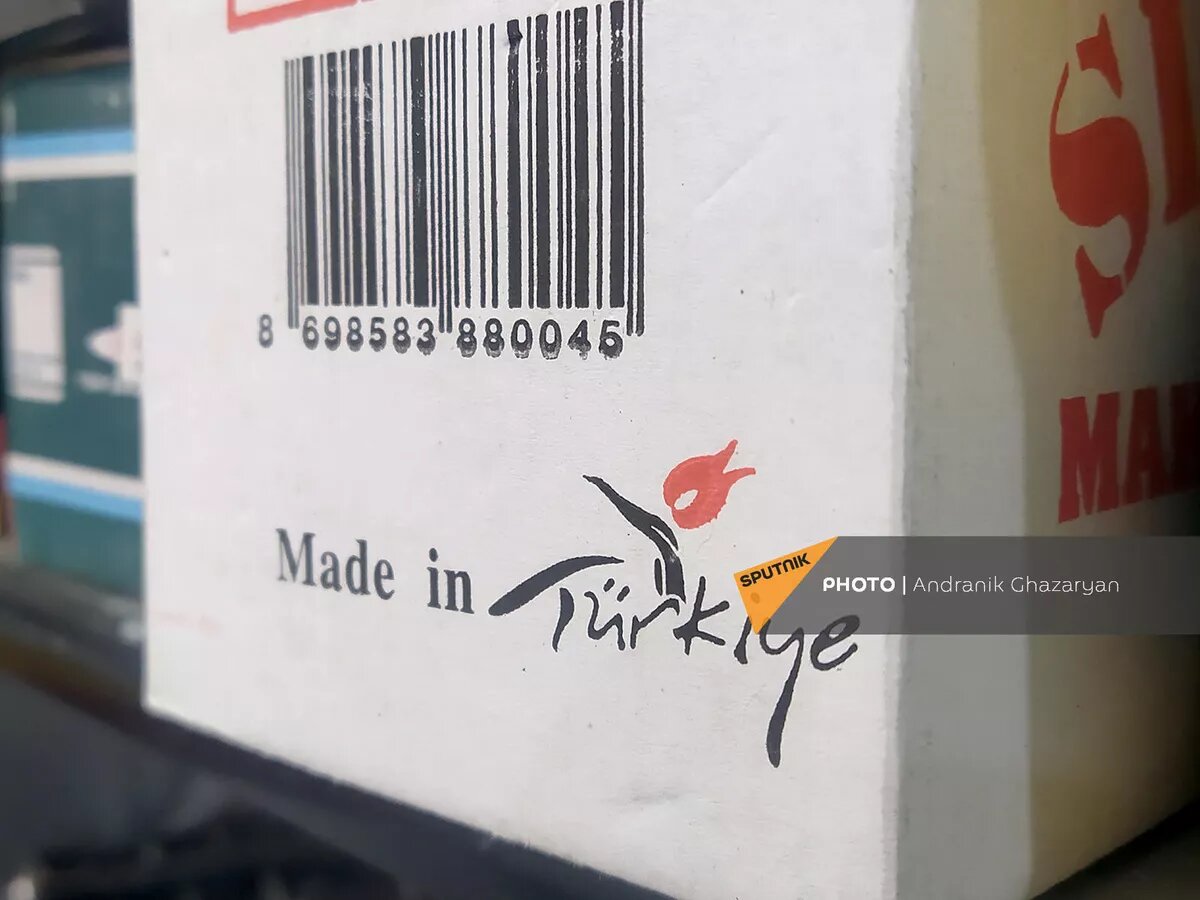 8 698583 880045
Made in Türkiye
SPUTNIK
PHOTO | Andranik Ghazaryan